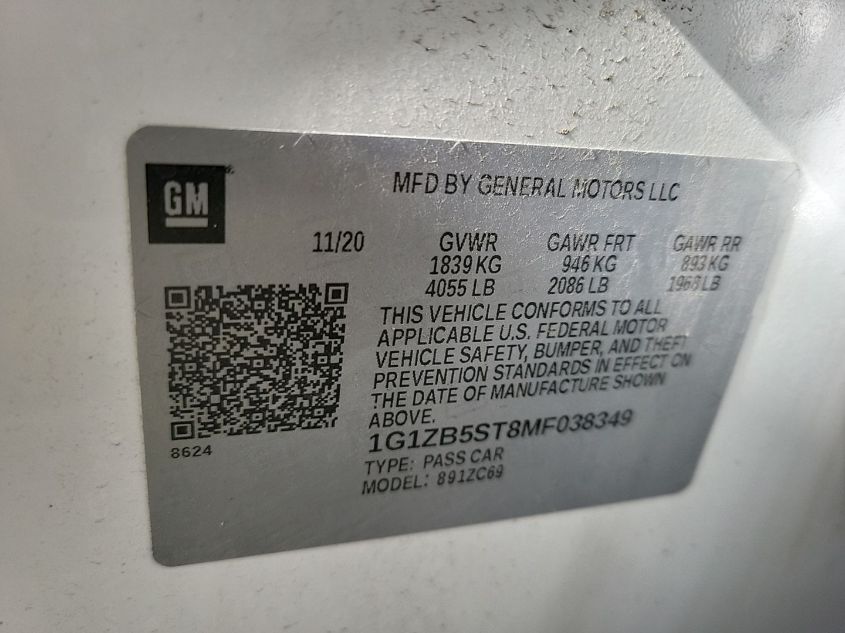 GM
MFD BY GENERAL MOTORS LLC
11/20 GVWR GAWR FRT GAWR RR
1839 KG 946 KG 893 KG
4055 LB 2086 LB 1968 LB
THIS VEHICLE CONFORMS TO ALL
APPLICABLE U.S. FEDERAL MOTOR
VEHICLE SAFETY, BUMPER, AND THEFT
PREVENTION STANDARDS IN EFFECT ON
THE DATE OF MANUFACTURE SHOWN
ABOVE.
1G1ZB5ST8MF038349
8624
TYPE: PASS CAR
MODEL: 891ZC69